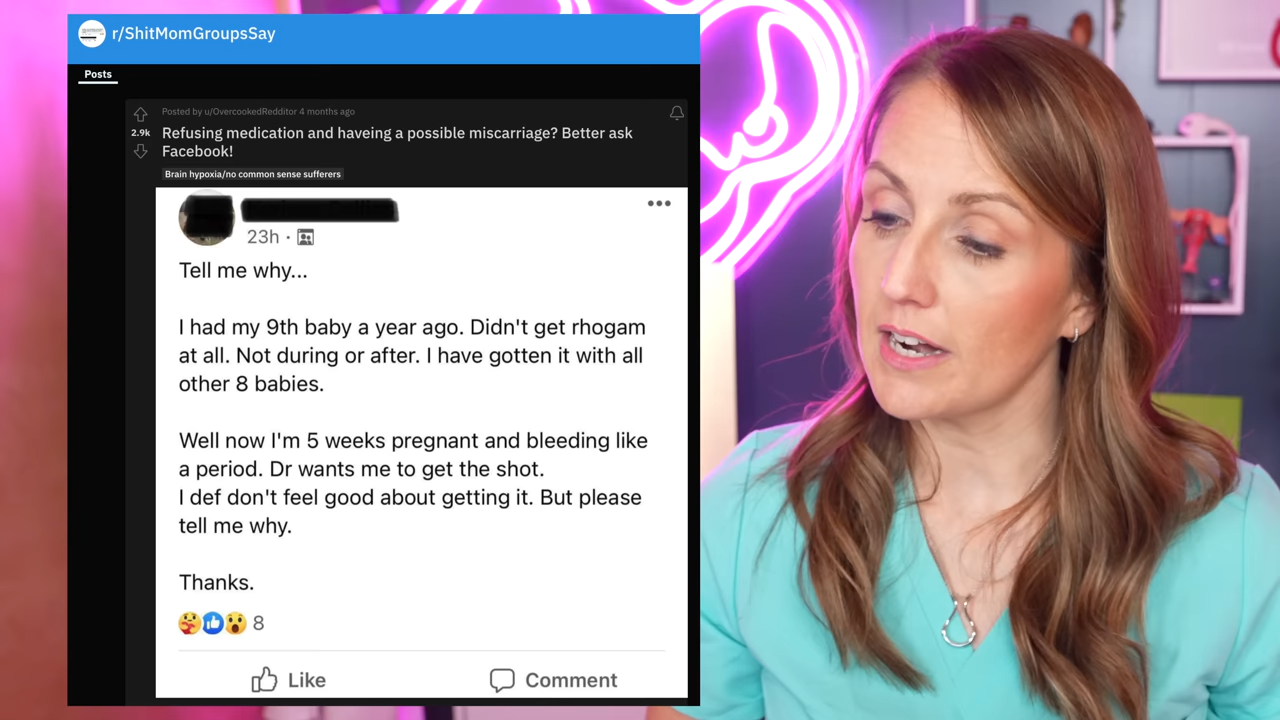 r/ShitMomGroupsSay
Posts
Posted by u/OvercookedRedditor 4 months ago
2.9k
Refusing medication and haveing a possible miscarriage? Better ask
Facebook!
Brain hypoxia/no common sense sufferers
23h ·
Tell me why...
I had my 9th baby a year ago. Didn't get rhogam
at all. Not during or after. I have gotten it with all
other 8 babies.
Well now I'm 5 weeks pregnant and bleeding like
a period. Dr wants me to get the shot.
I def don't feel good about getting it. But please
tell me why.
Thanks.
8
Like
Comment